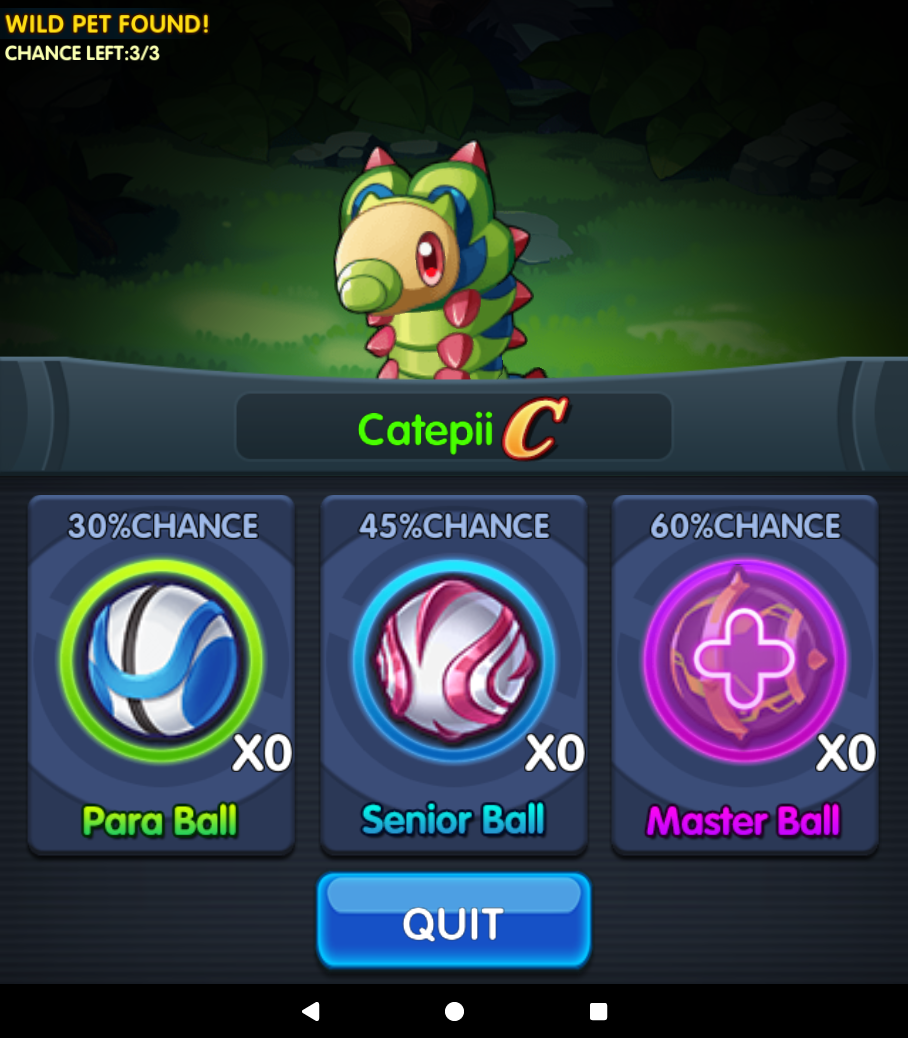 WILD PET FOUND!
CHANCE LEFT:3/3
Catepii C
30%CHANCE
X0
Para Ball
45%CHANCE
X0
Senior Ball
60%CHANCE
X0
Master Ball
QUIT